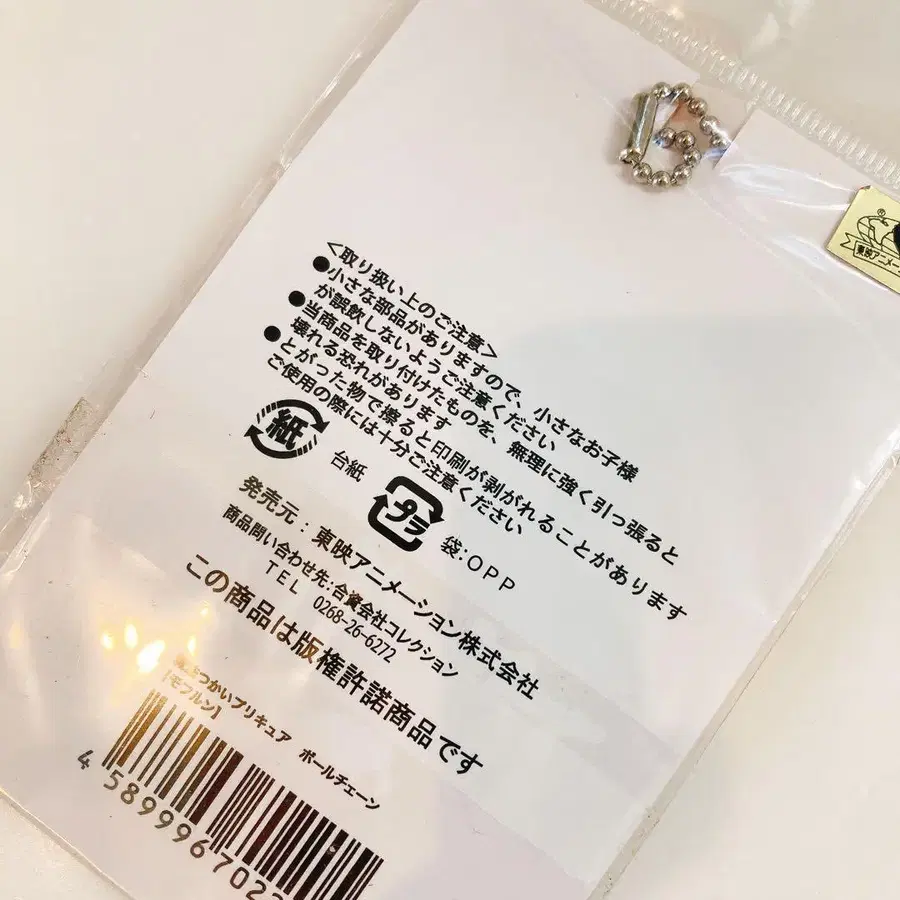 <取り扱い上のご注意>
●小さな部品がありますので、小さなお子様
が誤飲しないようご注意ください
●当商品を取り付けたものを、無理に強く引っ張ると
壊れる恐れがあります
●とがった物で擦ると印刷が剥がれることがあります
ご使用の際には十分ご注意ください
紙
台紙
プラ
袋:OPP
発売元:東映アニメーション株式会社
商品問い合わせ先:合資会社コレクション
TEL 0268-26-6272
この商品は版権許諾商品です
つかいプリキュア ボールチェーン
[モフルン]
4 589996 702
®
東映アニメー